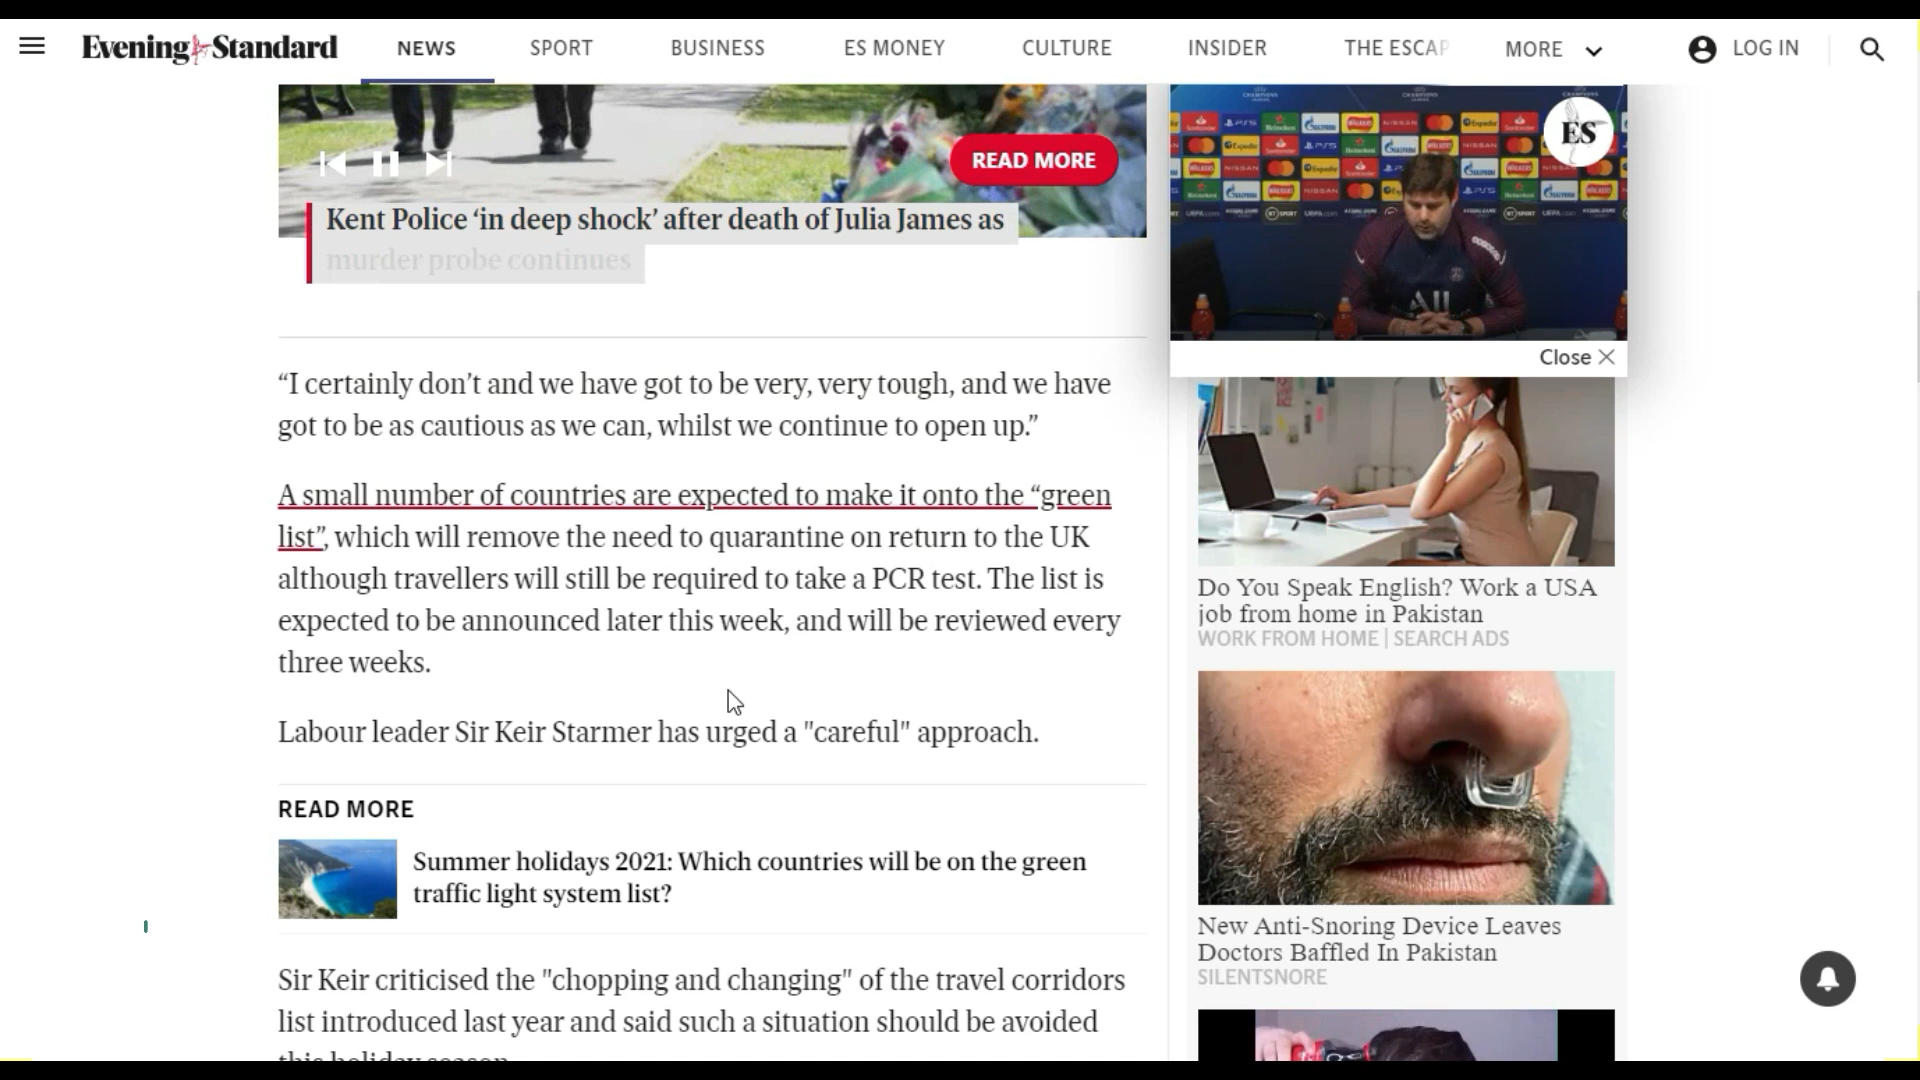 Evening Standard
NEWS
SPORT
BUSINESS
ES MONEY
CULTURE
INSIDER
THE ESCAP
MORE
LOG IN
READ MORE
Kent Police ‘in deep shock’ after death of Julia James as
murder probe continues
ES
Close
“I certainly don’t and we have got to be very, very tough, and we have
got to be as cautious as we can, whilst we continue to open up.”
A small number of countries are expected to make it onto the “green
list”, which will remove the need to quarantine on return to the UK
although travellers will still be required to take a PCR test. The list is
expected to be announced later this week, and will be reviewed every
three weeks.
Labour leader Sir Keir Starmer has urged a "careful" approach.
READ MORE
Summer holidays 2021: Which countries will be on the green
traffic light system list?
Sir Keir criticised the "chopping and changing" of the travel corridors
list introduced last year and said such a situation should be avoided
this holiday season.
Do You Speak English? Work a USA
job from home in Pakistan
WORK FROM HOME | SEARCH ADS
New Anti-Snoring Device Leaves
Doctors Baffled In Pakistan
SILENTSNORE